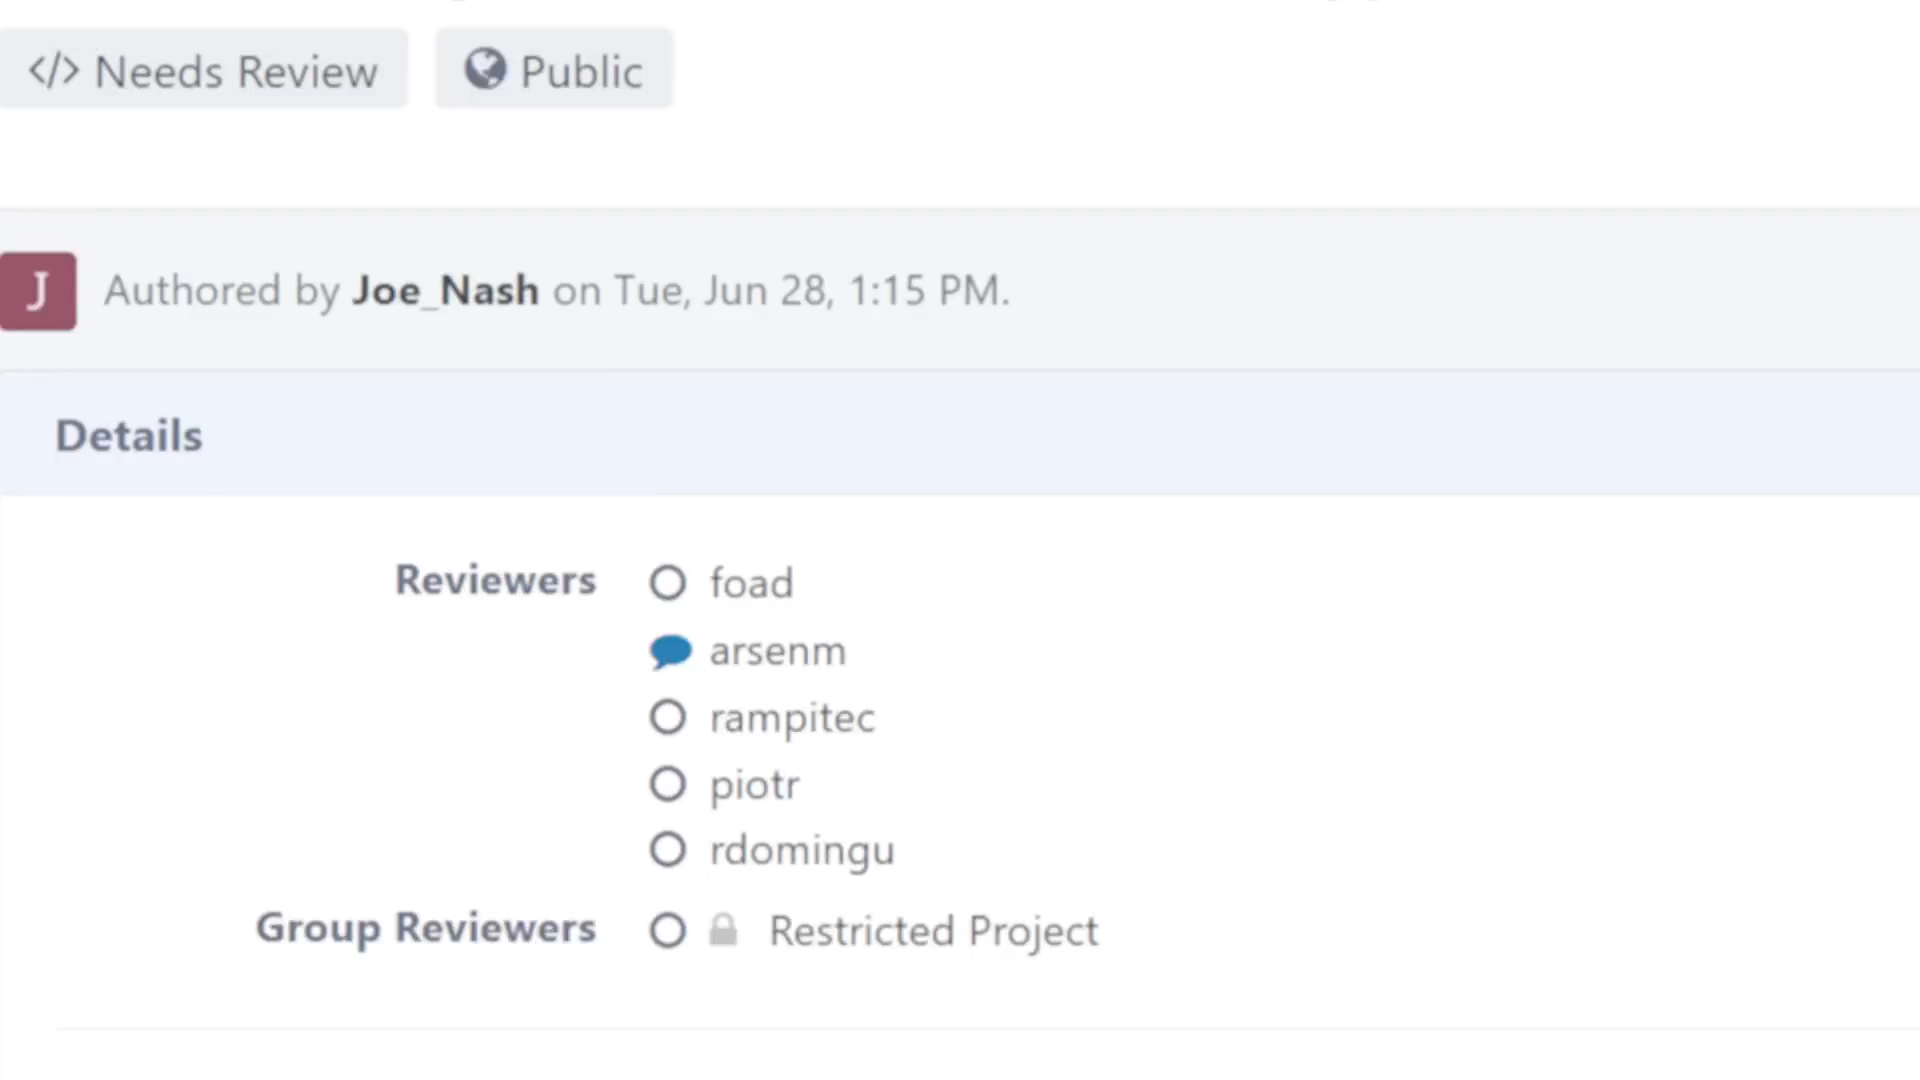 </> Needs Review Public
J Authored by Joe_Nash on Tue, Jun 28, 1:15 PM.
Details
Reviewers foad
arsenm
rampitec
piotr
rdomingu
Group Reviewers Restricted Project